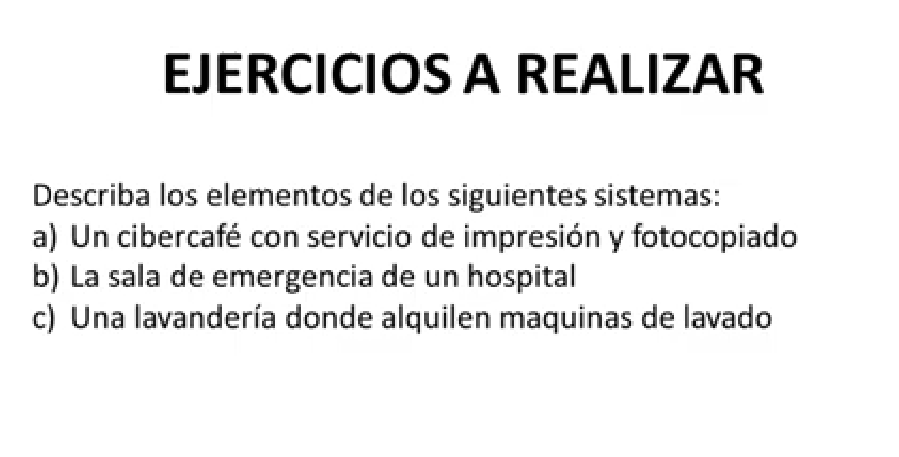 EJERCICIOS A REALIZAR
Describa los elementos de los siguientes sistemas:
a) Un cibercafé con servicio de impresión y fotocopiado
b) La sala de emergencia de un hospital
c) Una lavandería donde alquilen maquinas de lavado